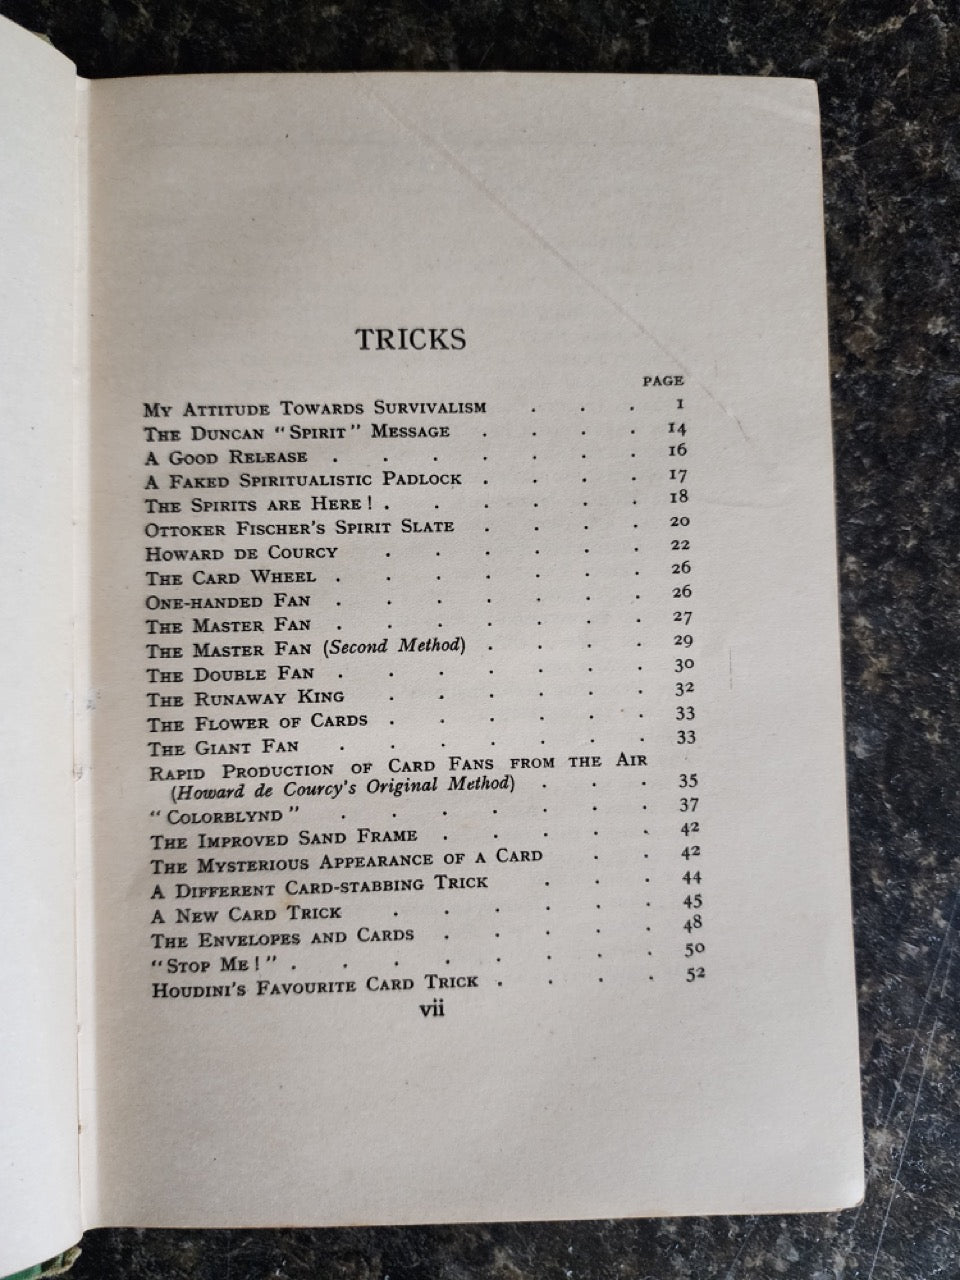 TRICKS
PAGE
MY ATTITUDE TOWARDS SURVIVALISM . . . 1
THE DUNCAN "SPIRIT" MESSAGE . . . . 14
A GOOD RELEASE . . . . . . . 16
A FAKED SPIRITUALISTIC PADLOCK . . . . 17
THE SPIRITS ARE HERE! . . . . . . 18
OTTOKER FISCHER'S SPIRIT SLATE . . . . 20
HOWARD DE COURCY . . . . . . 22
THE CARD WHEEL . . . . . . . 26
ONE-HANDED FAN . . . . . . . 26
THE MASTER FAN . . . . . . . 27
THE MASTER FAN (Second Method) . . . . 29
THE DOUBLE FAN . . . . . . . 30
THE RUNAWAY KING . . . . . . 32
THE FLOWER OF CARDS . . . . . . 33
THE GIANT FAN . . . . . . . 33
RAPID PRODUCTION OF CARD FANS FROM THE AIR
(Howard de Courcy's Original Method) . . . 35
"COLORBLYND" . . . . . . . 37
THE IMPROVED SAND FRAME . . . . . 42
THE MYSTERIOUS APPEARANCE OF A CARD . . 42
A DIFFERENT CARD-STABBING TRICK . . . 44
A NEW CARD TRICK . . . . . . 45
THE ENVELOPES AND CARDS . . . . . 48
"STOP ME!" . . . . . . . . 50
HOUDINI'S FAVOURITE CARD TRICK . . . . 52
vii